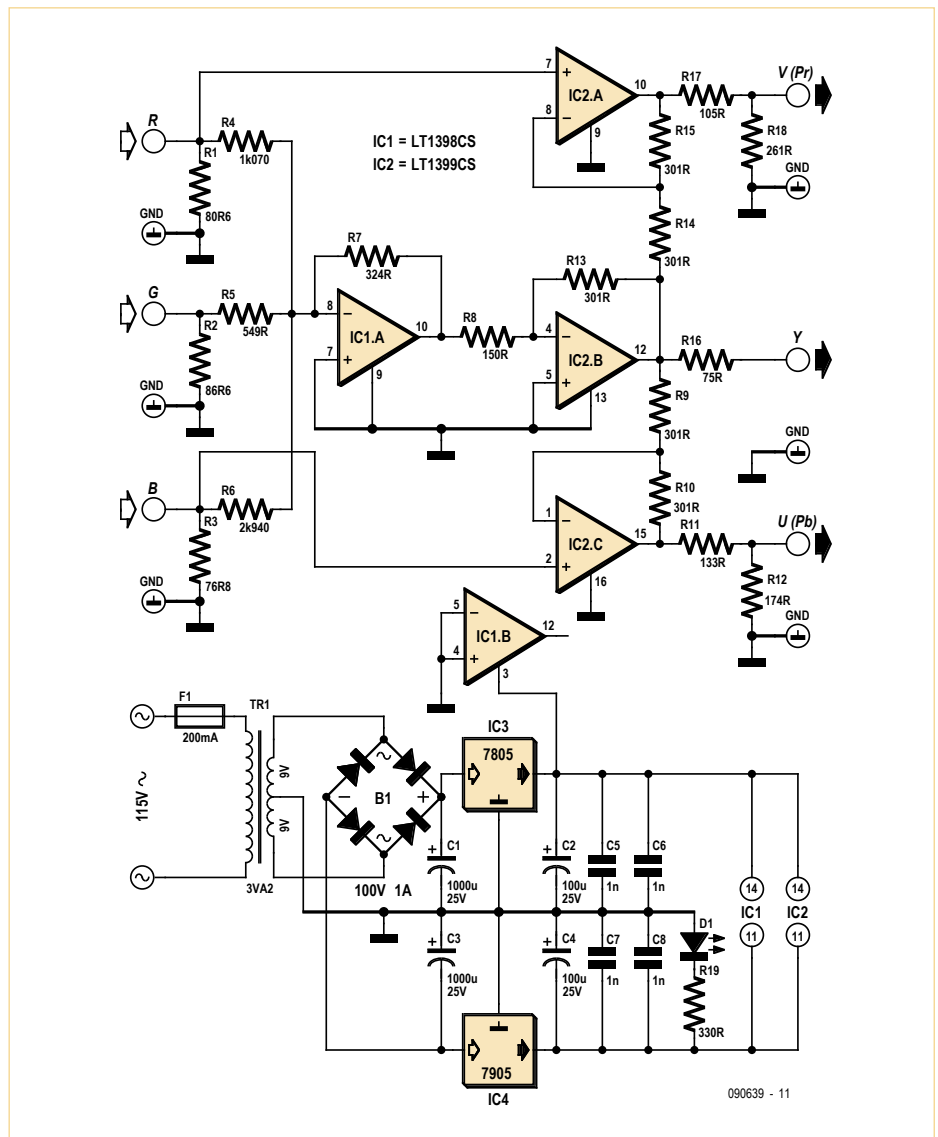 R
R4
1k070
R1
80R6
GND
IC1 = LT1398CS
IC2 = LT1399CS
7
+
8
−
IC2.A
9
10
R17
105R
V (Pr)
R15
301R
R18
261R
GND
R14
301R
G
R5
549R
R2
86R6
GND
R7
324R
8
−
7
+
IC1.A
9
10
R8
150R
R13
301R
4
−
5
+
IC2.B
13
12
R16
75R
Y
R9
301R
GND
B
R6
2k940
R3
76R8
GND
1
−
2
+
IC2.C
16
15
R10
301R
R11
133R
U (Pb)
R12
174R
GND
5
−
4
+
IC1.B
12
3
F1
200mA
TR1
9V
9V
115V ~
3VA2
~
−
B1
+
~
100V 1A
IC3
7805
+
C1
1000u
25V
+
C2
100u
25V
C5
1n
C6
1n
+
C3
1000u
25V
+
C4
100u
25V
C7
1n
C8
1n
D1
R19
330R
14
IC1
11
14
IC2
11
7905
IC4
090639 - 11